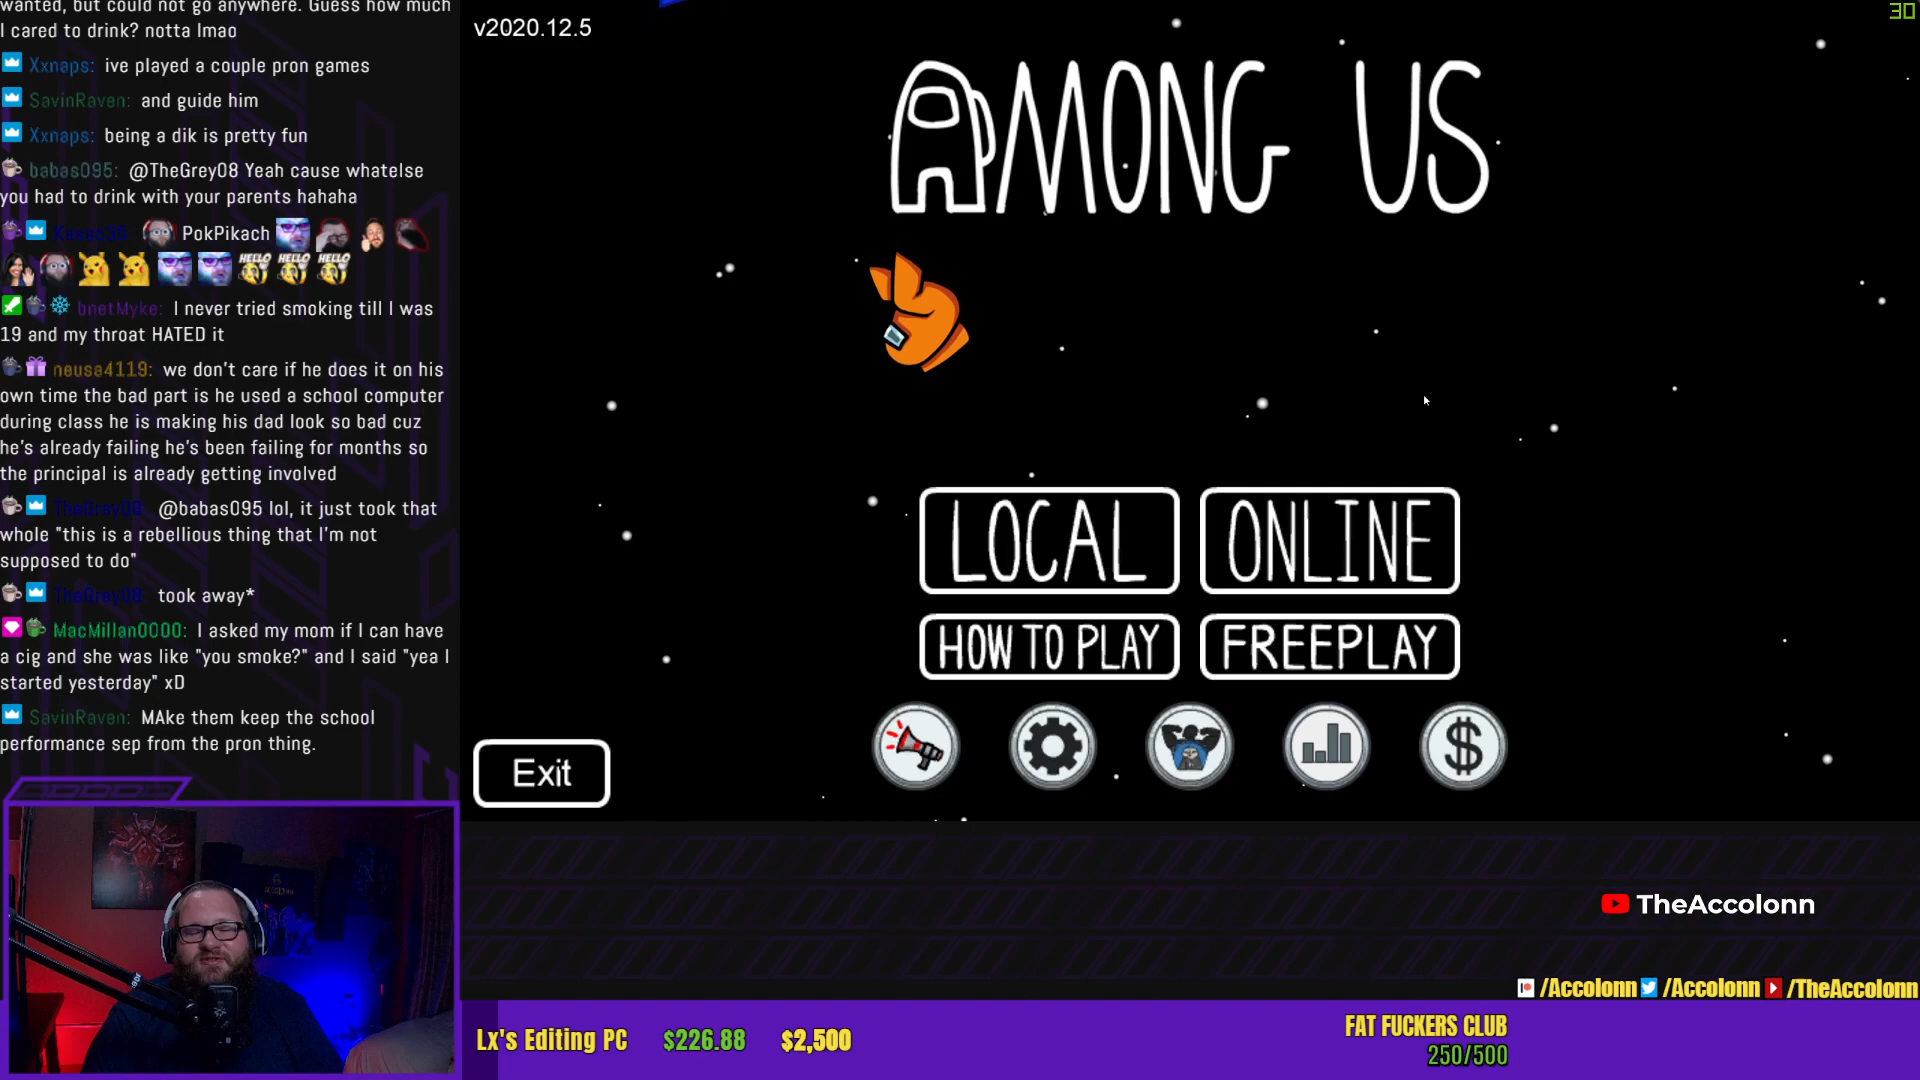 wanted, but could not go anywhere. Guess how much
I cared to drink? notta lmao
Xxnaps: ive played a couple pron games
SavinRaven: and guide him
Xxnaps: being a dik is pretty fun
babas095: @TheGrey08 Yeah cause whatelse
you had to drink with your parents hahaha
PokPikach
HELLO HELLO HELLO
bnetMyke: I never tried smoking till I was
19 and my throat HATED it
neusa4119: we don't care if he does it on his
own time the bad part is he used a school computer
during class he is making his dad look so bad cuz
he's already failing he's been failing for months so
the principal is already getting involved
TheGrey08: @babas095 lol, it just took that
whole "this is a rebellious thing that I'm not
supposed to do"
TheGrey08: took away*
MacMillan0000: I asked my mom if I can have
a cig and she was like "you smoke?" and I said "yea I
started yesterday" xD
SavinRaven: MAke them keep the school
performance sep from the pron thing.
v2020.12.5
30
AMONG US
LOCAL
ONLINE
HOW TO PLAY
FREEPLAY
Exit
TheAccolonn
/Accolonn /Accolonn /TheAccolonn
Lx's Editing PC $226.88 $2,500
FAT FUCKERS CLUB
250/500